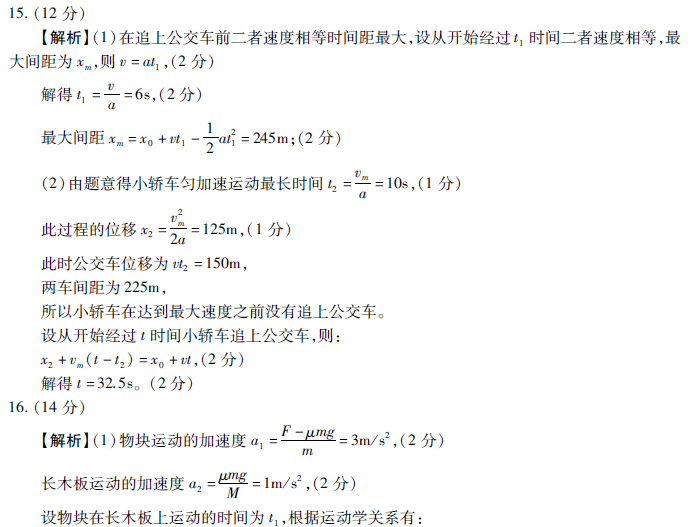 15. (12 分)
【解析】(1)在追上公交车前二者速度相等时间距最大,设从开始经过 t₁ 时间二者速度相等,最
大间距为 xₘ,则 v = at₁,(2 分)
解得 t₁ = v/a = 6s,(2 分)
最大间距 xₘ = x₀ + vt₁ - 1/2 at₁² = 245m;(2 分)
(2)由题意得小轿车匀加速运动最长时间 t₂ = vₘ/a = 10s,(1 分)
此过程的位移 x₂ = vₘ²/2a = 125m,(1 分)
此时公交车位移为 vt₂ = 150m,
两车间距为 225m,
所以小轿车在达到最大速度之前没有追上公交车。
设从开始经过 t 时间小轿车追上公交车,则:
x₂ + vₘ(t - t₂) = x₀ + vt,(2 分)
解得 t = 32.5s。(2 分)
16. (14 分)
【解析】(1)物块运动的加速度 a₁ = (F - μmg)/m = 3m/s²,(2 分)
长木板运动的加速度 a₂ = μmg/M = 1m/s²,(2 分)
设物块在长木板上运动的时间为 t₁,根据运动学关系有: